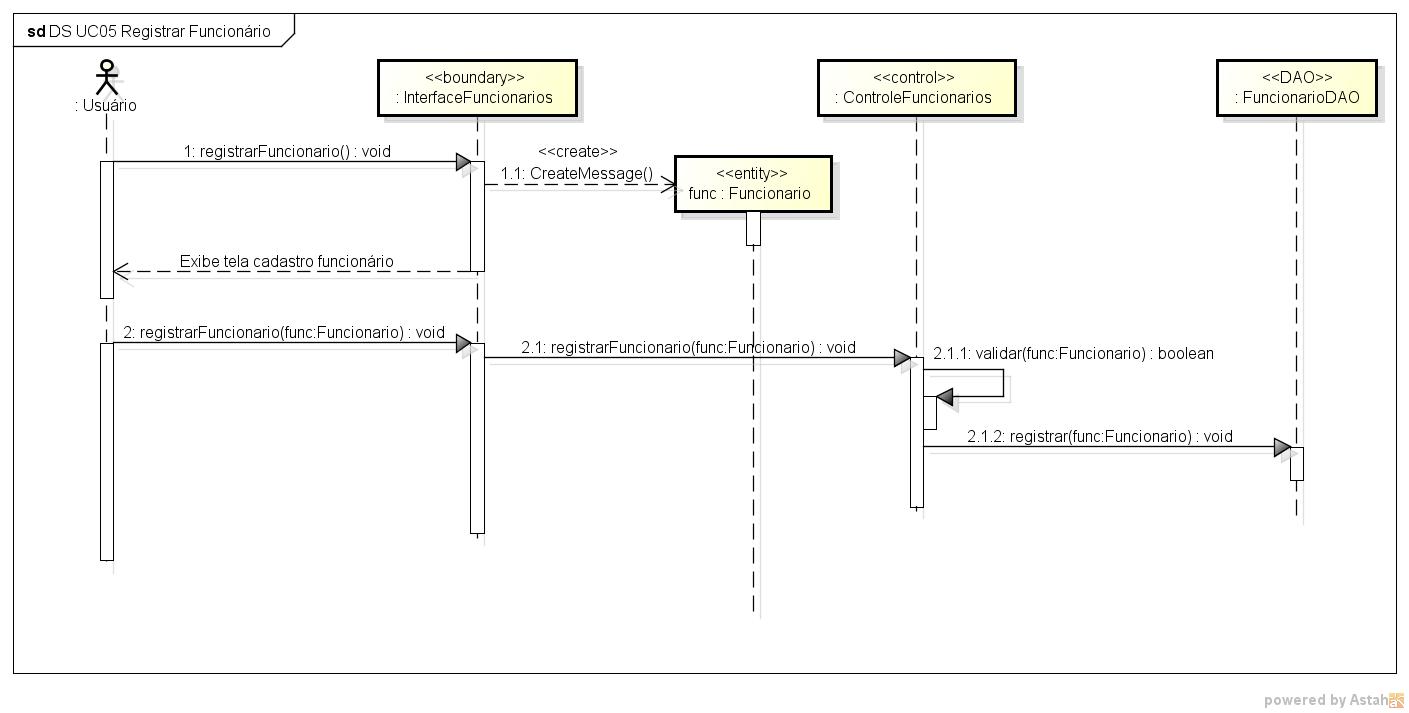 sd DS UC05 Registrar Funcionário
: Usuário
<<boundary>>
: InterfaceFuncionarios
<<control>>
: ControleFuncionarios
<<DAO>>
: FuncionarioDAO
1: registrarFuncionario() : void
<<create>>
1.1: CreateMessage()
<<entity>>
func : Funcionario
Exibe tela cadastro funcionário
2: registrarFuncionario(func:Funcionario) : void
2.1: registrarFuncionario(func:Funcionario) : void
2.1.1: validar(func:Funcionario) : boolean
2.1.2: registrar(func:Funcionario) : void
powered by Astah